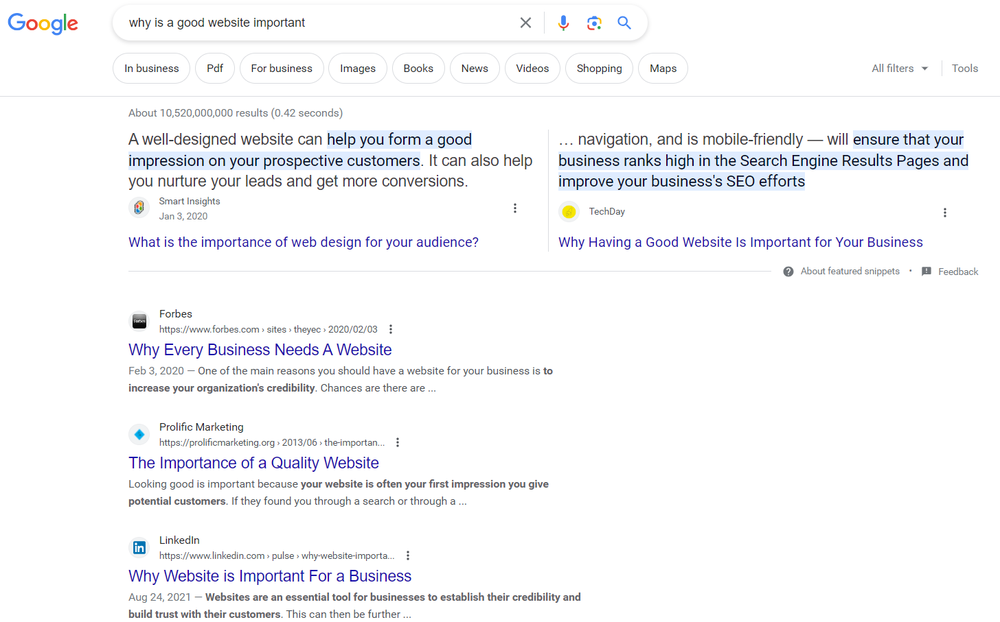 Google
why is a good website important
In business
Pdf
For business
Images
Books
News
Videos
Shopping
Maps
All filters
Tools
About 10,520,000,000 results (0.42 seconds)
A well-designed website can help you form a good
impression on your prospective customers. It can also help
you nurture your leads and get more conversions.
Smart Insights
Jan 3, 2020
What is the importance of web design for your audience?
… navigation, and is mobile-friendly — will ensure that your
business ranks high in the Search Engine Results Pages and
improve your business's SEO efforts
TechDay
Why Having a Good Website Is Important for Your Business
About featured snippets • Feedback
Forbes
Forbes
https://www.forbes.com › sites › theyec › 2020/02/03
Why Every Business Needs A Website
Feb 3, 2020 — One of the main reasons you should have a website for your business is to
increase your organization's credibility. Chances are there are ...
Prolific Marketing
https://prolificmarketing.org › 2013/06 › the-importan...
The Importance of a Quality Website
Looking good is important because your website is often your first impression you give
potential customers. If they found you through a search or through a ...
in
LinkedIn
https://www.linkedin.com › pulse › why-website-importa...
Why Website is Important For a Business
Aug 24, 2021 — Websites are an essential tool for businesses to establish their credibility and
build trust with their customers. This can then be further ...